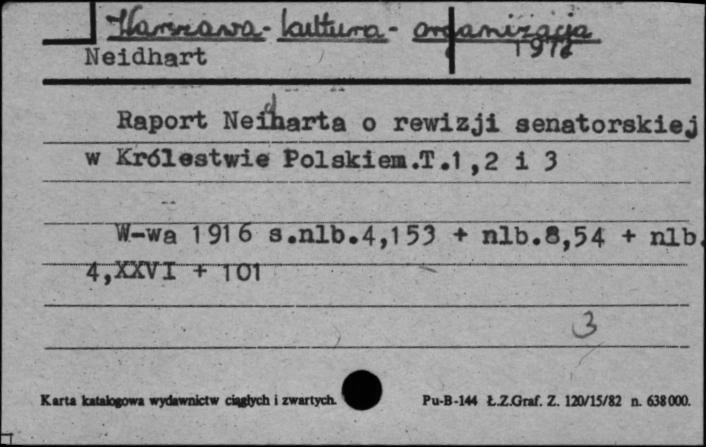 Warszawa - kultura - organizacja
Neidhart 1916
Raport Neidharta o rewizji senatorskiej
w Królestwie Polskiem.T.1,2 i 3
W-wa 1916 s.nlb.4,153 + nlb.8,54 + nlb.
4,XXVI + 101
3
Karta katalogowa wydawnictw ciągłych i zwartych.
Pu-B-144 Ł.Z.Graf. Z. 120/15/82 n. 638000.